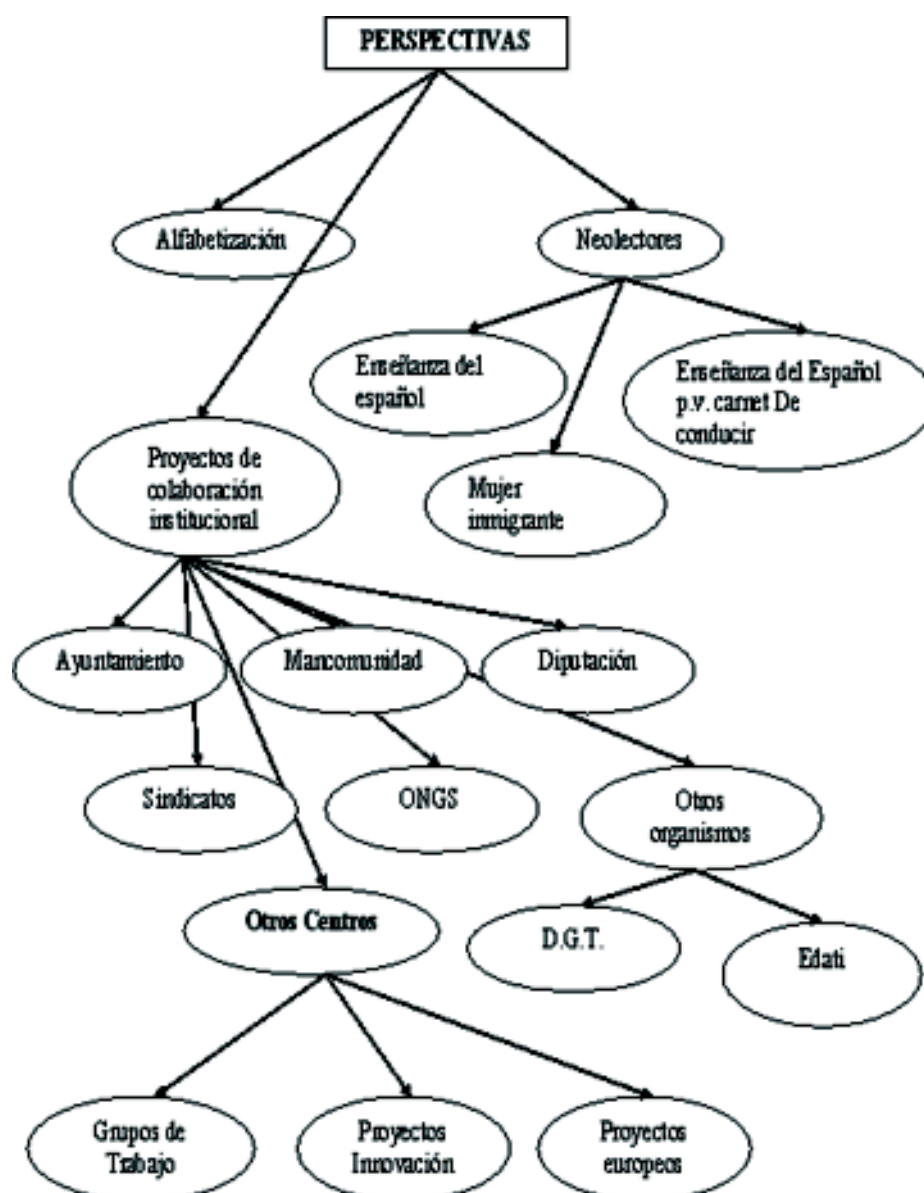 PERSPECTIVAS
Alfabetización
Neolectores
Enseñanza del
español
Enseñanza del Español
p.v. carnet De
conducir
Proyectos de
colaboración
institucional
Mujer
inmigrante
Ayuntamiento
Mancomunidad
Diputación
Sindicatos
ONGS
Otros
organismos
Otros Centros
D.G.T.
Edati
Grupos de
Trabajo
Proyectos
Innovación
Proyectos
europeos